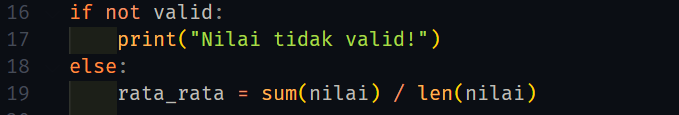 16 if not valid:
17     print("Nilai tidak valid!")
18 else:
19     rata_rata = sum(nilai) / len(nilai)